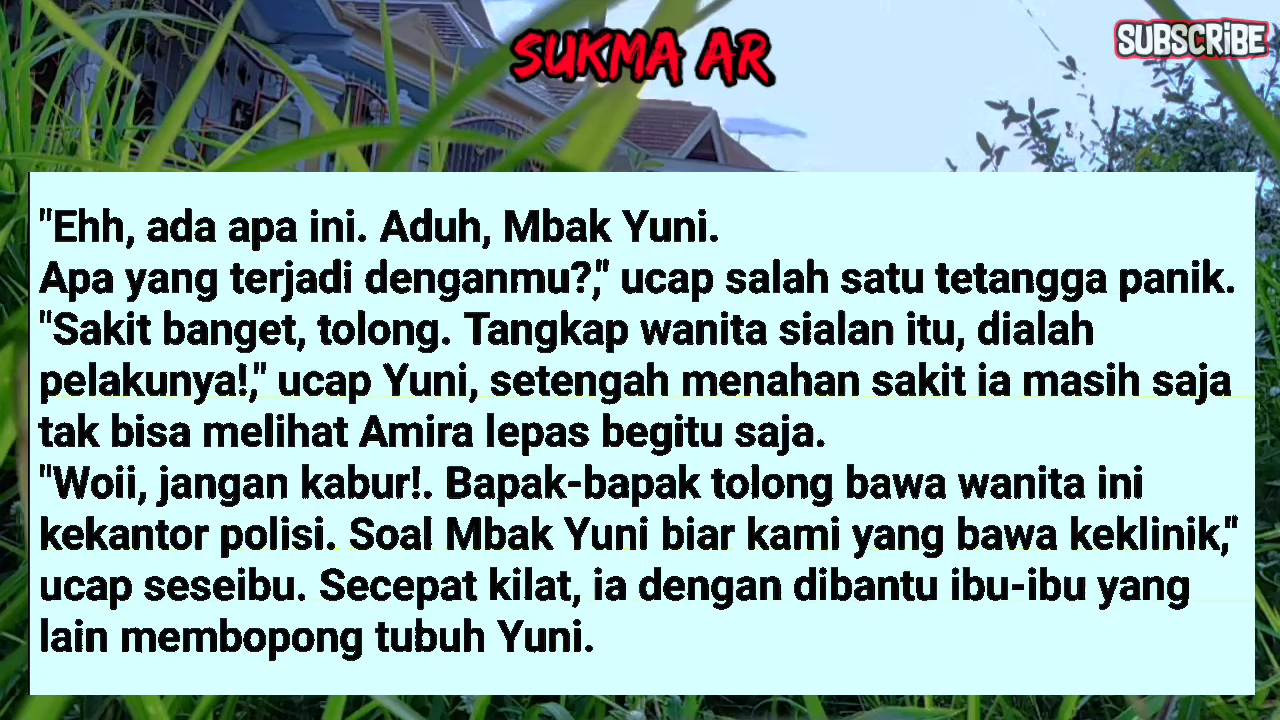 SUKMA AR
SUBSCRIBE
"Ehh, ada apa ini. Aduh, Mbak Yuni.
Apa yang terjadi denganmu?," ucap salah satu tetangga panik.
"Sakit banget, tolong. Tangkap wanita sialan itu, dialah
pelakunya!," ucap Yuni, setengah menahan sakit ia masih saja
tak bisa melihat Amira lepas begitu saja.
"Woii, jangan kabur!. Bapak-bapak tolong bawa wanita ini
kekantor polisi. Soal Mbak Yuni biar kami yang bawa keklinik,"
ucap seseibu. Secepat kilat, ia dengan dibantu ibu-ibu yang
lain membopong tubuh Yuni.